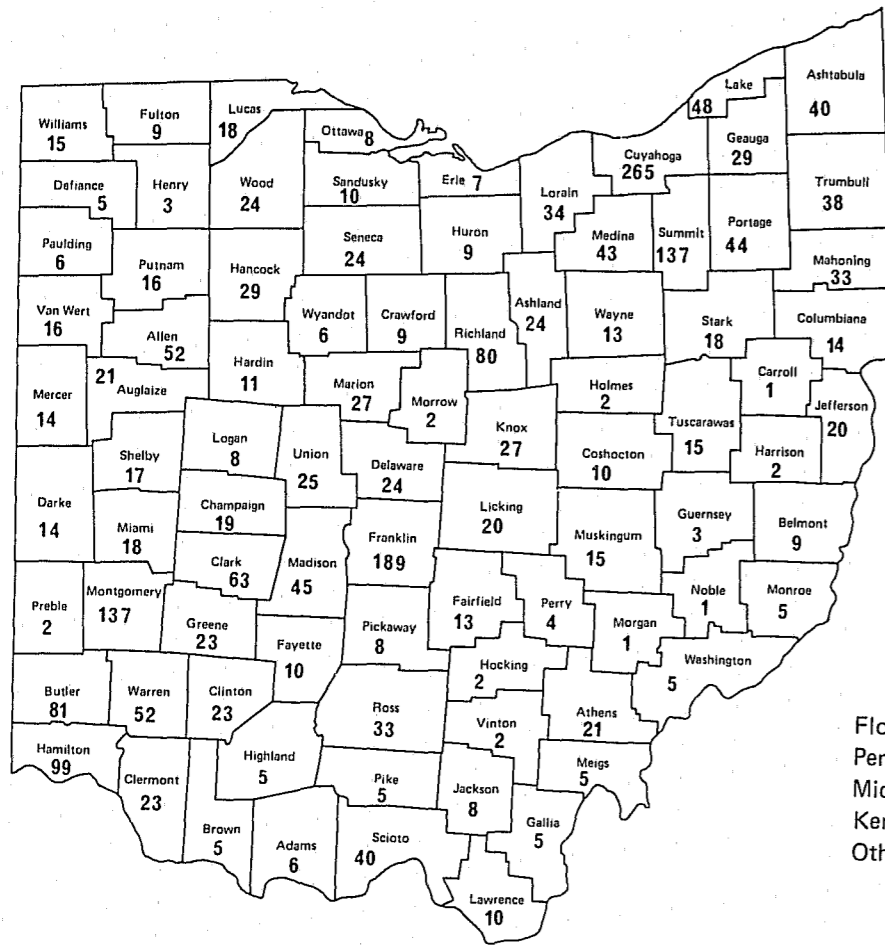 Williams
15
Fulton
9
Lucas
18
Ottawa 8
Lake
48
Ashtabula
40
Geauga
29
Cuyahoga
265
Defiance
5
Henry
3
Wood
24
Sandusky
10
Erie 7
Lorain
34
Medina
43
Summit
137
Portage
44
Trumbull
38
Paulding
6
Putnam
16
Hancock
29
Seneca
24
Huron
9
Mahoning
33
Van Wert
16
Allen
52
Wyandot
6
Crawford
9
Richland
80
Ashland
24
Wayne
13
Stark
18
Columbiana
14
Mercer
14
21
Auglaize
Hardin
11
Marion
27
Morrow
2
Knox
27
Holmes
2
Tuscarawas
15
Carroll
1
Jefferson
20
Shelby
17
Logan
8
Union
25
Delaware
24
Coshocton
10
Harrison
2
Darke
14
Miami
18
Champaign
19
Clark
63
Madison
45
Franklin
189
Licking
20
Muskingum
15
Guernsey
3
Belmont
9
Preble
2
Montgomery
137
Greene
23
Fayette
10
Pickaway
8
Fairfield
13
Perry
4
Morgan
1
Noble
1
Monroe
5
Washington
5
Butler
81
Warren
52
Clinton
23
Ross
33
Hocking
2
Vinton
2
Athens
21
Hamilton
99
Clermont
23
Highland
5
Pike
5
Jackson
8
Meigs
5
Brown
5
Adams
6
Scioto
40
Gallia
5
Lawrence
10
Flo
Per
Mic
Ker
Oth